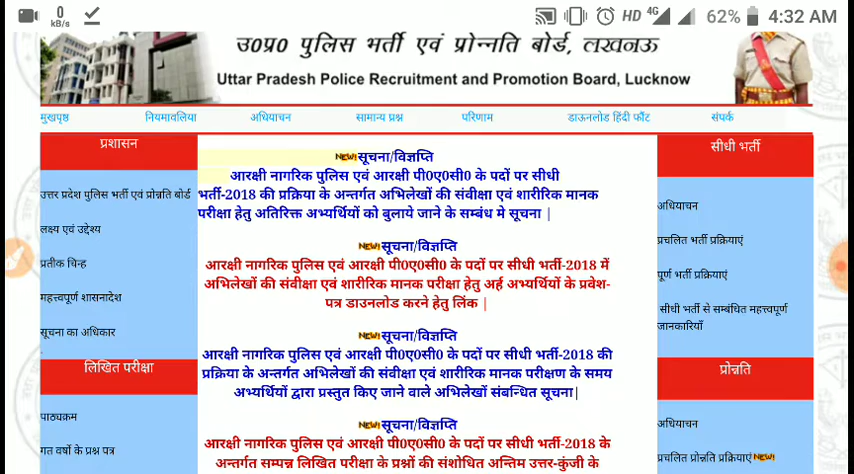 0
kB/s
HD 4G 62% 4:32 AM
उ0प्र0 पुलिस भर्ती एवं प्रोन्नति बोर्ड, लखनऊ
Uttar Pradesh Police Recruitment and Promotion Board, Lucknow
मुखपृष्ठ नियमावलिया अधियाचन सामान्य प्रश्न परिणाम डाउनलोड हिंदी फौंट संपर्क
प्रशासन
उत्तर प्रदेश पुलिस भर्ती एवं प्रोन्नति बोर्ड
लक्ष्य एवं उद्देश्य
प्रतीक चिन्ह
महत्त्वपूर्ण शासनादेश
सूचना का अधिकार
लिखित परीक्षा
पाठ्यक्रम
गत वर्षो के प्रश्न पत्र
NEW! सूचना/विज्ञप्ति
आरक्षी नागरिक पुलिस एवं आरक्षी पी0ए0सी0 के पदों पर सीधी
भर्ती-2018 की प्रक्रिया के अन्तर्गत अभिलेखों की संवीक्षा एवं शारीरिक मानक
परीक्षा हेतु अतिरिक्त अभ्यर्थियों को बुलाये जाने के सम्बंध मे सूचना |
NEW! सूचना/विज्ञप्ति
आरक्षी नागरिक पुलिस एवं आरक्षी पी0ए0सी0 के पदों पर सीधी भर्ती-2018 में
अभिलेखों की संवीक्षा एवं शारीरिक मानक परीक्षा हेतु अर्ह अभ्यर्थियों के प्रवेश-
पत्र डाउनलोड करने हेतु लिंक |
NEW! सूचना/विज्ञप्ति
आरक्षी नागरिक पुलिस एवं आरक्षी पी0ए0सी0 के पदों पर सीधी भर्ती-2018 की
प्रक्रिया के अन्तर्गत अभिलेखों की संवीक्षा एवं शारीरिक मानक परीक्षण के समय
अभ्यर्थियों द्वारा प्रस्तुत किए जाने वाले अभिलेखों संबन्धित सूचना|
NEW! सूचना/विज्ञप्ति
आरक्षी नागरिक पुलिस एवं आरक्षी पी0ए0सी0 के पदों पर सीधी भर्ती-2018 के
अन्तर्गत सम्पन्न लिखित परीक्षा के प्रश्नों की संशोधित अन्तिम उत्तर-कुंजी के
सीधी भर्ती
अधियाचन
प्रचलित भर्ती प्रक्रियाएं
पूर्ण भर्ती प्रक्रियाएं
सीधी भर्ती से सम्बंधित महत्त्वपूर्ण
जानकारियाँ
प्रोन्नति
अधियाचन
प्रचलित प्रोन्नति प्रक्रियाएं NEW!